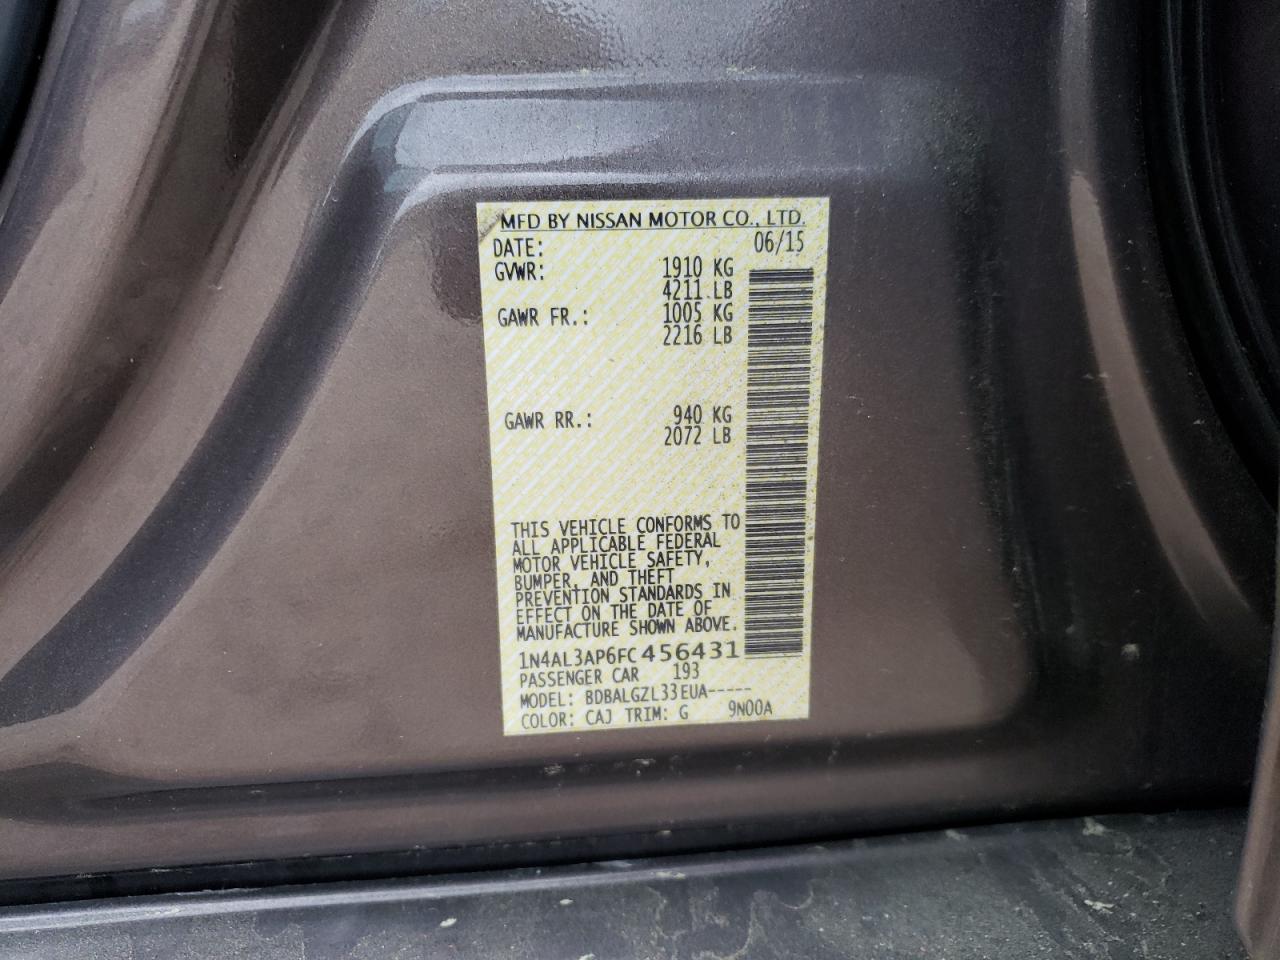 MFD BY NISSAN MOTOR CO., LTD.
DATE: 06/15
GVWR: 1910 KG
4211 LB
GAWR FR.: 1005 KG
2216 LB
GAWR RR.: 940 KG
2072 LB
THIS VEHICLE CONFORMS TO
ALL APPLICABLE FEDERAL
MOTOR VEHICLE SAFETY,
BUMPER, AND THEFT
PREVENTION STANDARDS IN
EFFECT ON THE DATE OF
MANUFACTURE SHOWN ABOVE.
1N4AL3AP6FC456431
PASSENGER CAR 193
MODEL: BDBALGZL33EUA-----
COLOR: CAJ TRIM: G 9N00A